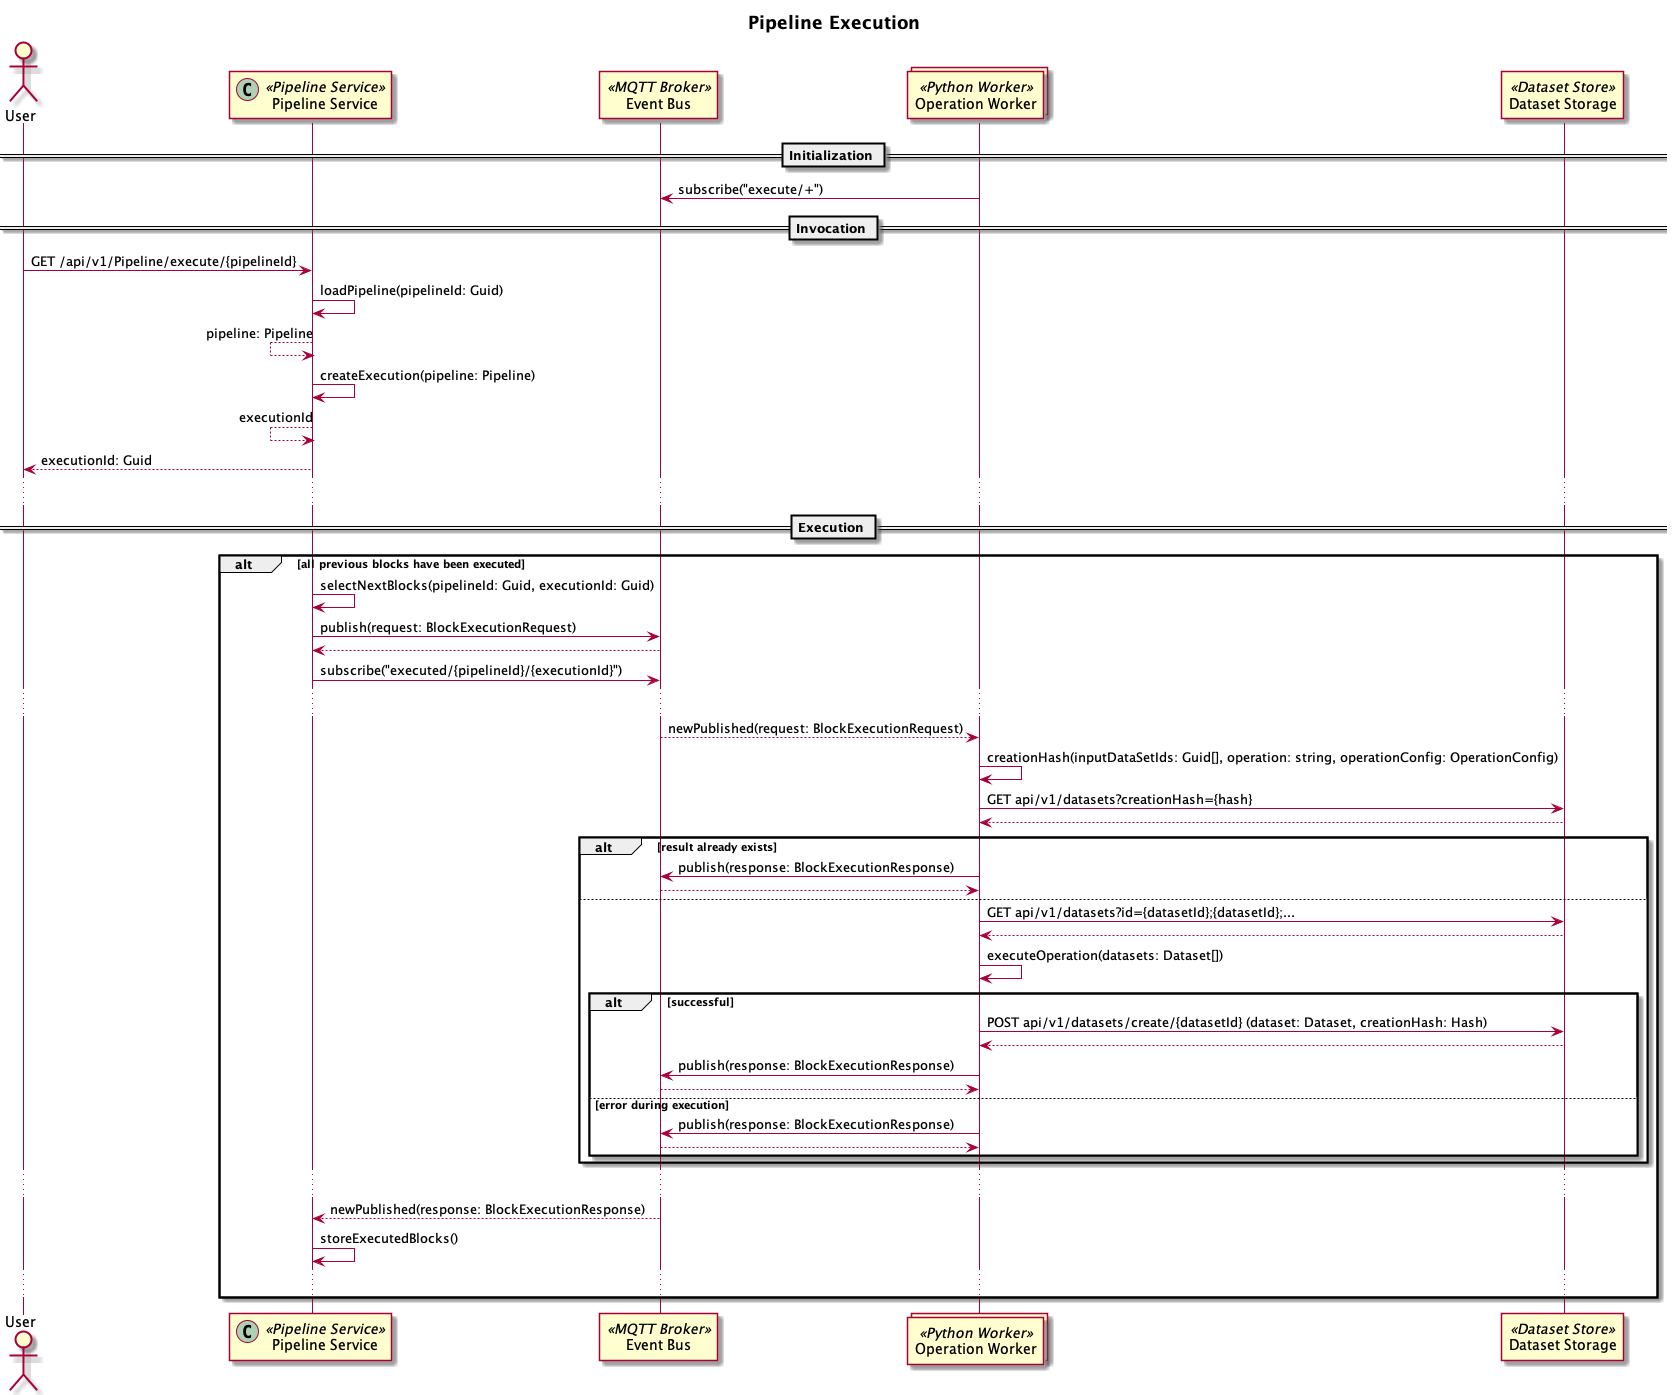 Pipeline Execution
User
C
«Pipeline Service»
Pipeline Service
«MQTT Broker»
Event Bus
«Python Worker»
Operation Worker
«Dataset Store»
Dataset Storage
Initialization
subscribe("execute/+")
Invocation
GET /api/v1/Pipeline/execute/{pipelineId}
loadPipeline(pipelineId: Guid)
pipeline: Pipeline
createExecution(pipeline: Pipeline)
executionId
executionId: Guid
Execution
alt [all previous blocks have been executed]
selectNextBlocks(pipelineId: Guid, executionId: Guid)
publish(request: BlockExecutionRequest)
subscribe("executed/{pipelineId}/{executionId}")
newPublished(request: BlockExecutionRequest)
creationHash(inputDataSetIds: Guid[], operation: string, operationConfig: OperationConfig)
GET api/v1/datasets?creationHash={hash}
alt [result already exists]
publish(response: BlockExecutionResponse)
GET api/v1/datasets?id={datasetId};{datasetId};...
executeOperation(datasets: Dataset[])
alt [successful]
POST api/v1/datasets/create/{datasetId} (dataset: Dataset, creationHash: Hash)
publish(response: BlockExecutionResponse)
[error during execution]
publish(response: BlockExecutionResponse)
newPublished(response: BlockExecutionResponse)
storeExecutedBlocks()
User
C
«Pipeline Service»
Pipeline Service
«MQTT Broker»
Event Bus
«Python Worker»
Operation Worker
«Dataset Store»
Dataset Storage